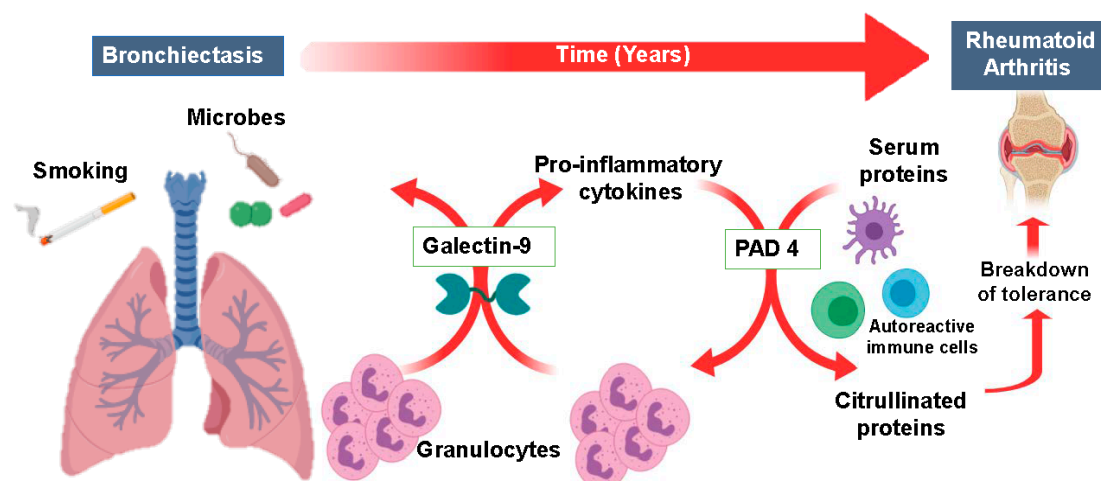 Bronchiectasis
Time (Years)
Rheumatoid
Arthritis
Microbes
Smoking
Pro-inflammatory
cytokines
Serum
proteins
Galectin-9
PAD 4
Breakdown
of tolerance
Autoreactive
immune cells
Citrullinated
proteins
Granulocytes